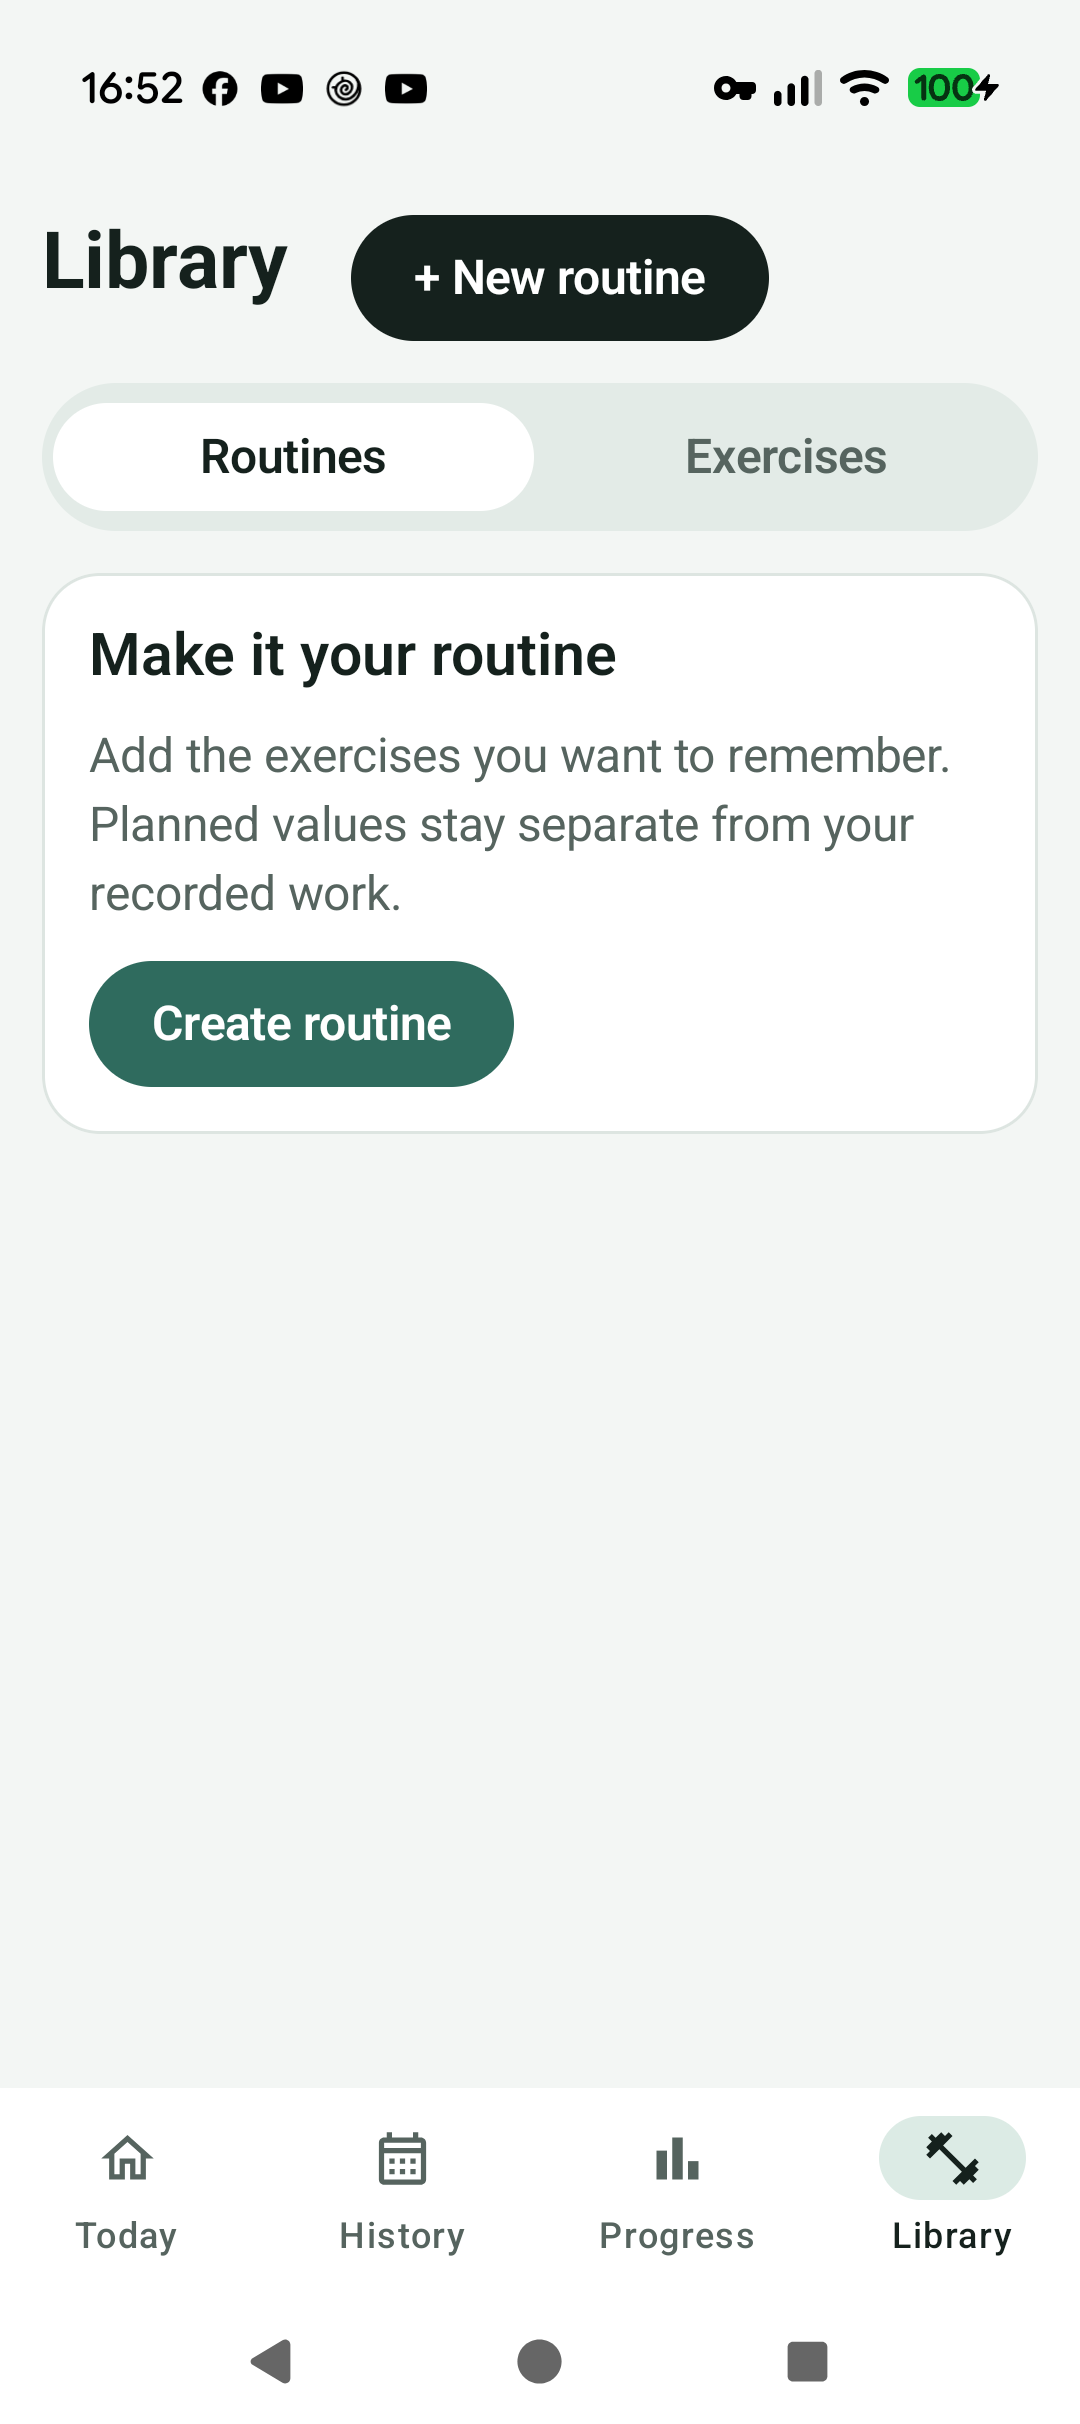 16:52
100
Library
+ New routine
Routines
Exercises
Make it your routine
Add the exercises you want to remember.
Planned values stay separate from your
recorded work.
Create routine
Today
History
Progress
Library